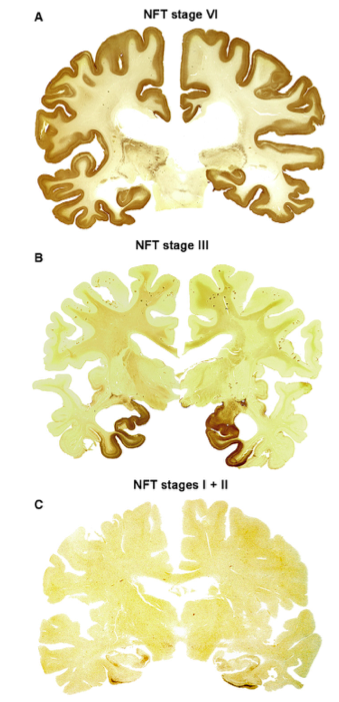 A
NFT stage VI
B
NFT stage III
C
NFT stages I + II